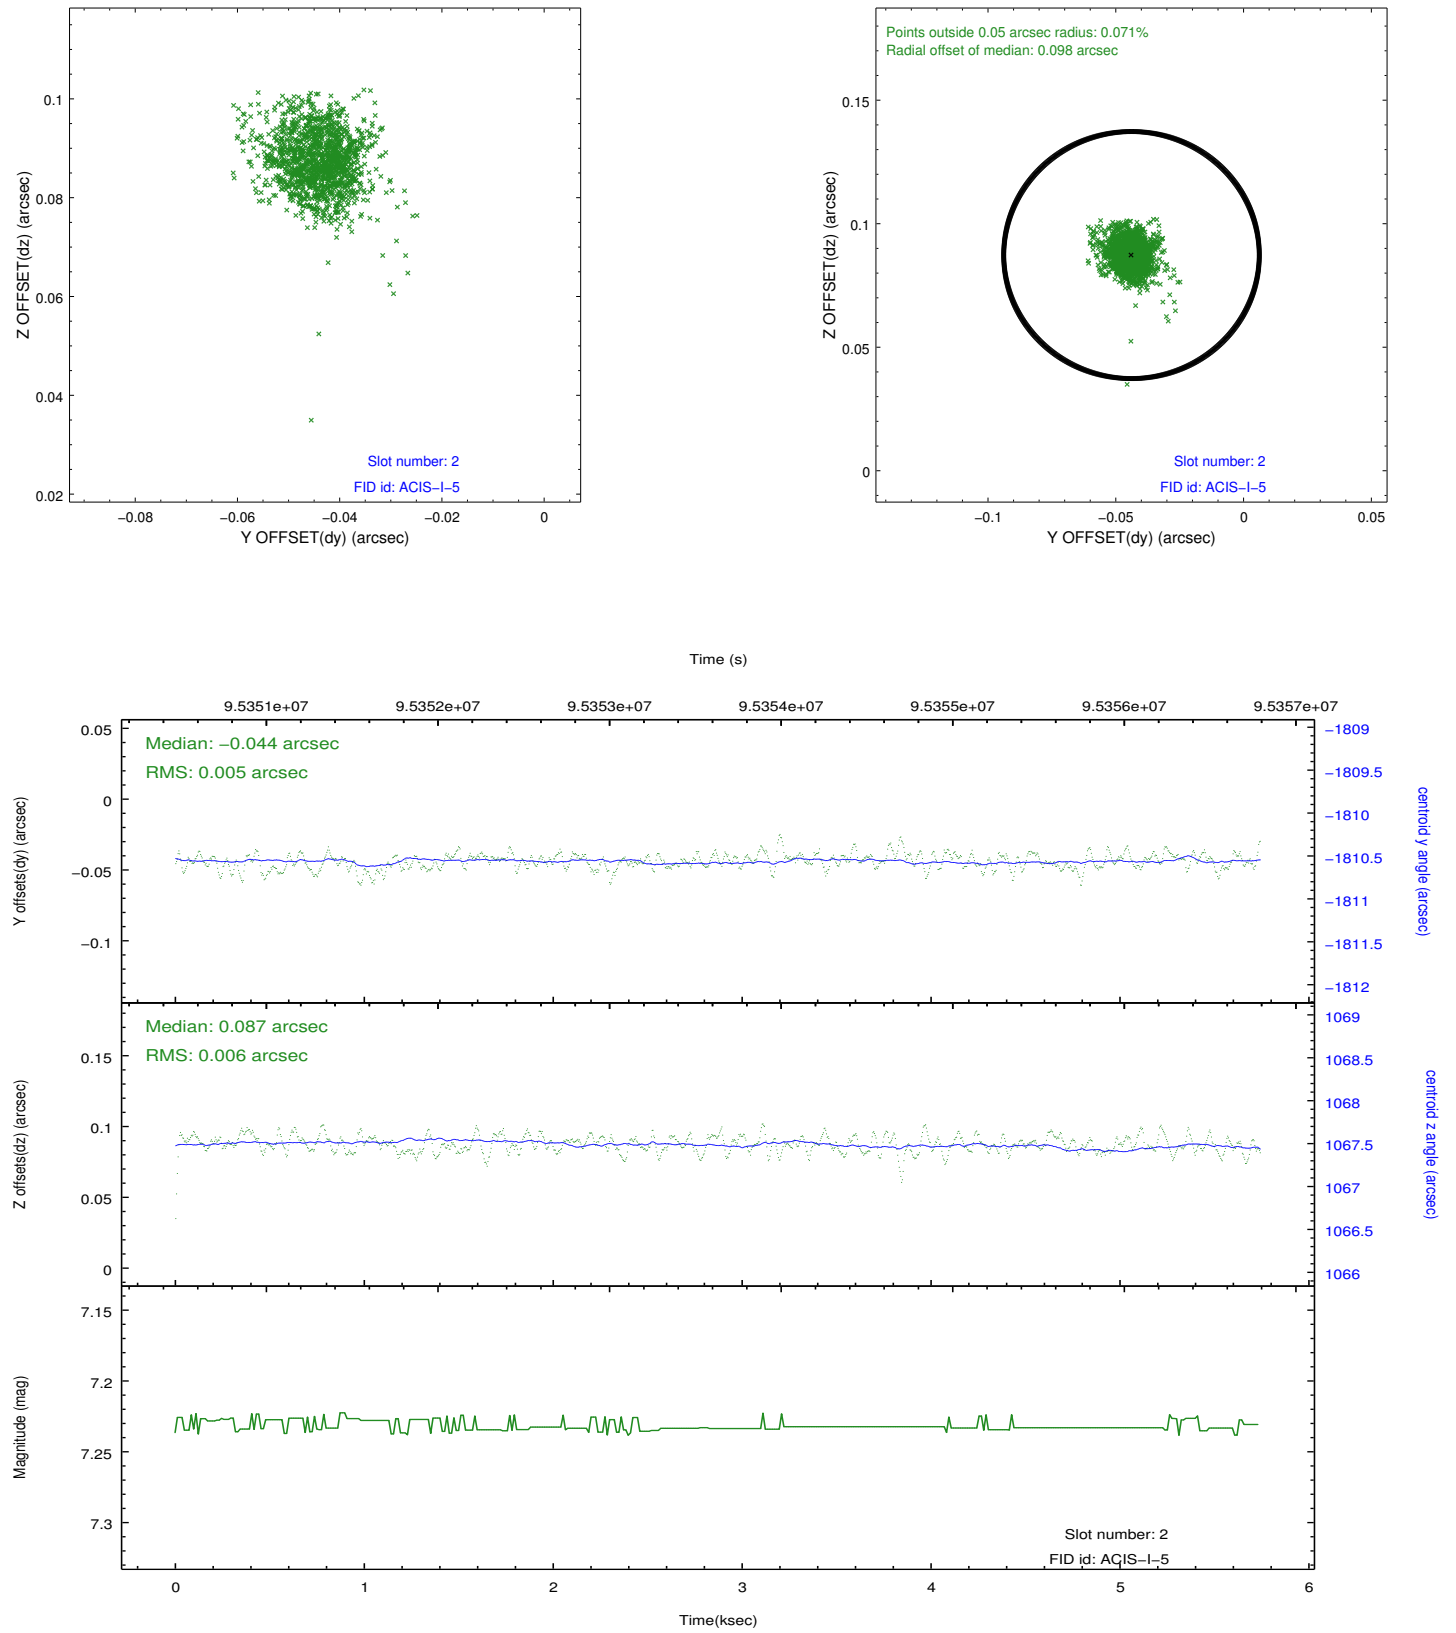 0.1
0.08
0.06
0.04
0.02
Z OFFSET(dz) (arcsec)
Slot number: 2
FID id: ACIS−I−5
−0.08 −0.06 −0.04 −0.02 0
Y OFFSET(dy) (arcsec)
Points outside 0.05 arcsec radius: 0.071%
Radial offset of median: 0.098 arcsec
0.15
0.1
0.05
0
Z OFFSET(dz) (arcsec)
Slot number: 2
FID id: ACIS−I−5
−0.1 −0.05 0 0.05
Y OFFSET(dy) (arcsec)
Time (s)
9.5351e+07 9.5352e+07 9.5353e+07 9.5354e+07 9.5355e+07 9.5356e+07 9.5357e+07
Median: −0.044 arcsec
RMS: 0.005 arcsec
0.05
0
−0.05
−0.1
Y offsets(dy) (arcsec)
−1809
−1809.5
−1810
−1810.5
−1811
−1811.5
−1812
centroid y angle (arcsec)
Median: 0.087 arcsec
RMS: 0.006 arcsec
0.15
0.1
0.05
0
Z offsets(dz) (arcsec)
1069
1068.5
1068
1067.5
1067
1066.5
1066
centroid z angle (arcsec)
7.15
7.2
7.25
7.3
Magnitude (mag)
Slot number: 2
FID id: ACIS−I−5
0 1 2 3 4 5 6
Time(ksec)